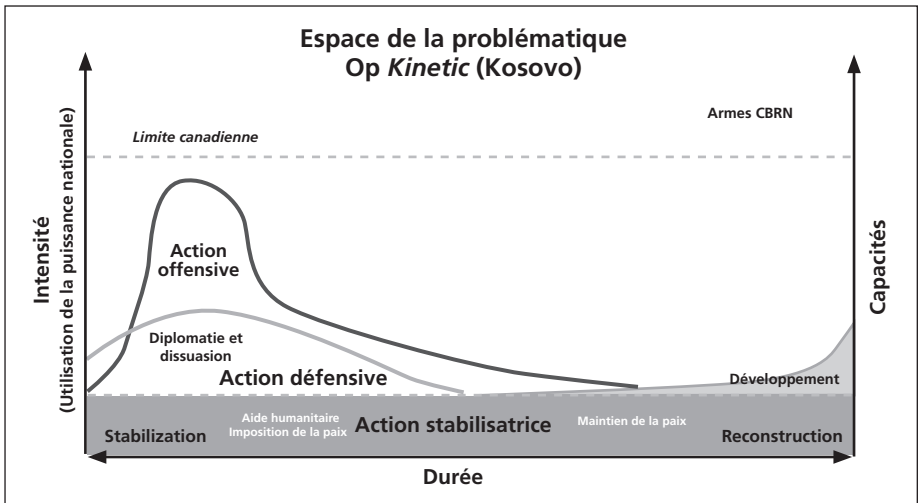 Espace de la problématique
Op Kinetic (Kosovo)
Armes CBRN
Limite canadienne
Intensité
(Utilisation de la puissance nationale)
Capacités
Action
offensive
Diplomatie et
dissuasion
Action défensive
Développement
Aide humanitaire
Imposition de la paix
Action stabilisatrice
Maintien de la paix
Stabilization
Reconstruction
Durée